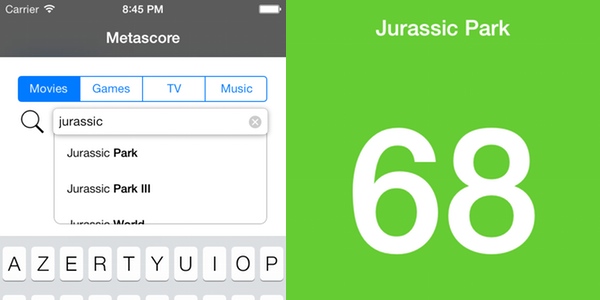 Carrier 8:45 PM
Metascore
Movies Games TV Music
jurassic
Jurassic Park
Jurassic Park III
Jurassic World
A Z E R T Y U I O P
Jurassic Park
68